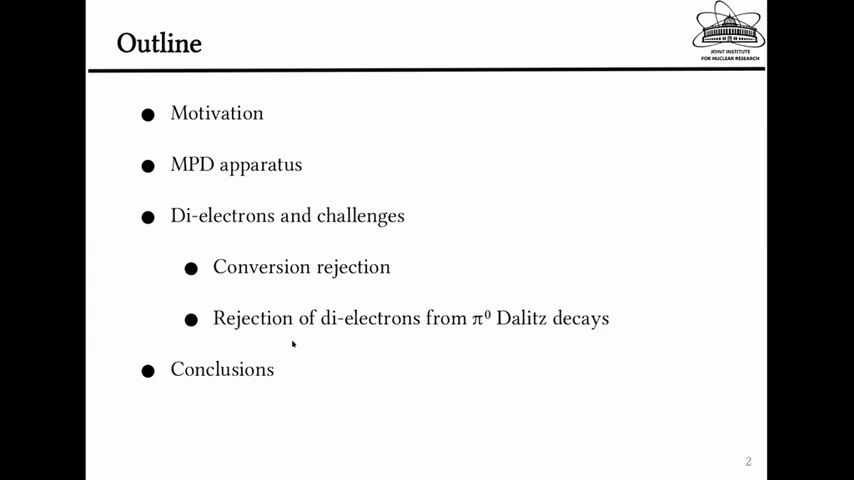 Outline
JOINT INSTITUTE
FOR NUCLEAR RESEARCH
● Motivation
● MPD apparatus
● Di-electrons and challenges
● Conversion rejection
● Rejection of di-electrons from π⁰ Dalitz decays
● Conclusions
2